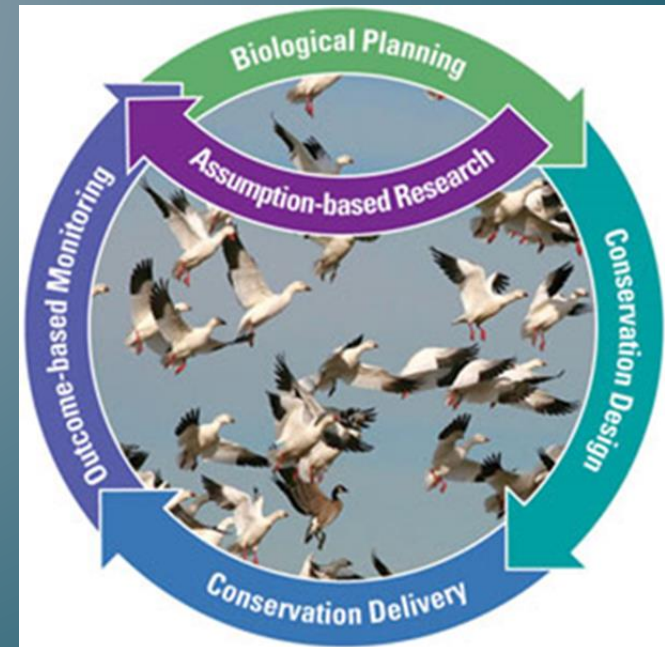 Biological Planning
Assumption-based Research
Conservation Design
Conservation Delivery
Outcome-based Monitoring